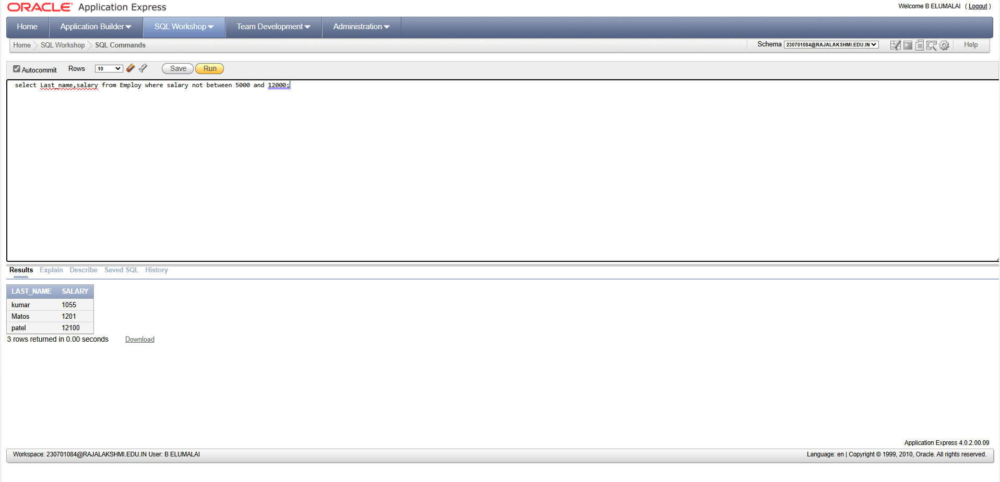 ORACLE Application Express
Welcome B ELUMALAI ( Logout )
Home Application Builder SQL Workshop Team Development Administration
Home SQL Workshop SQL Commands
Schema 230701084@RAJALAKSHMI.EDU.IN Help
Autocommit Rows 10 Save Run
select Last_name,salary from Employ where salary not between 5000 and 12000;
Results Explain Describe Saved SQL History
LAST_NAME SALARY
kumar 1055
Matos 1201
patel 12100
3 rows returned in 0.00 seconds Download
Application Express 4.0.2.00.09
Workspace: 230701084@RAJALAKSHMI.EDU.IN User: B ELUMALAI
Language: en | Copyright © 1999, 2010, Oracle. All rights reserved.